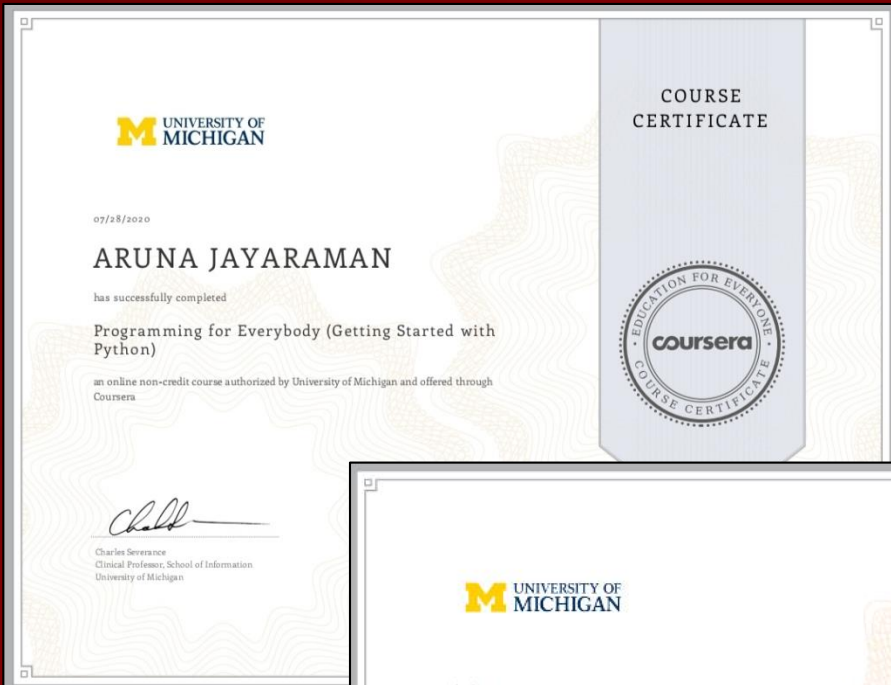 UNIVERSITY OF
MICHIGAN
COURSE
CERTIFICATE
07/28/2020
ARUNA JAYARAMAN
has successfully completed
Programming for Everybody (Getting Started with
Python)
an online non-credit course authorized by University of Michigan and offered through
Coursera
EDUCATION FOR EVERYONE
coursera
COURSE CERTIFICATE
Charles Severance
Clinical Professor, School of Information
University of Michigan
UNIVERSITY OF
MICHIGAN